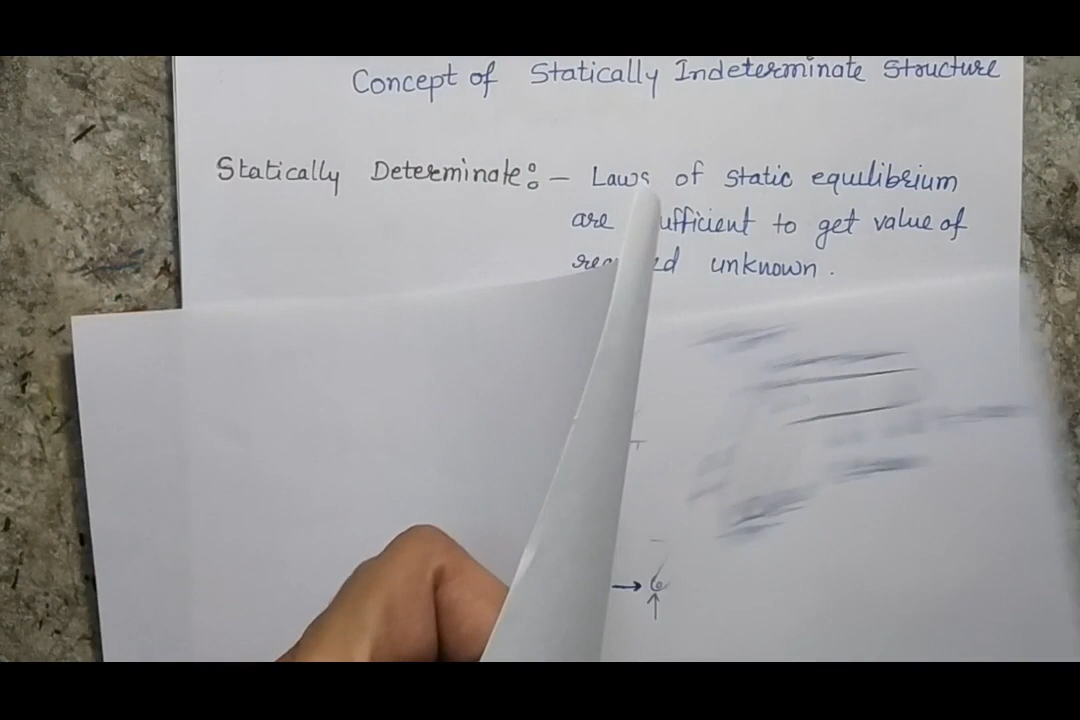 Concept of Statically Indeterminate Structure
Statically Determinate:- Laws of static equilibrium
are ufficient to get value of
unknown.